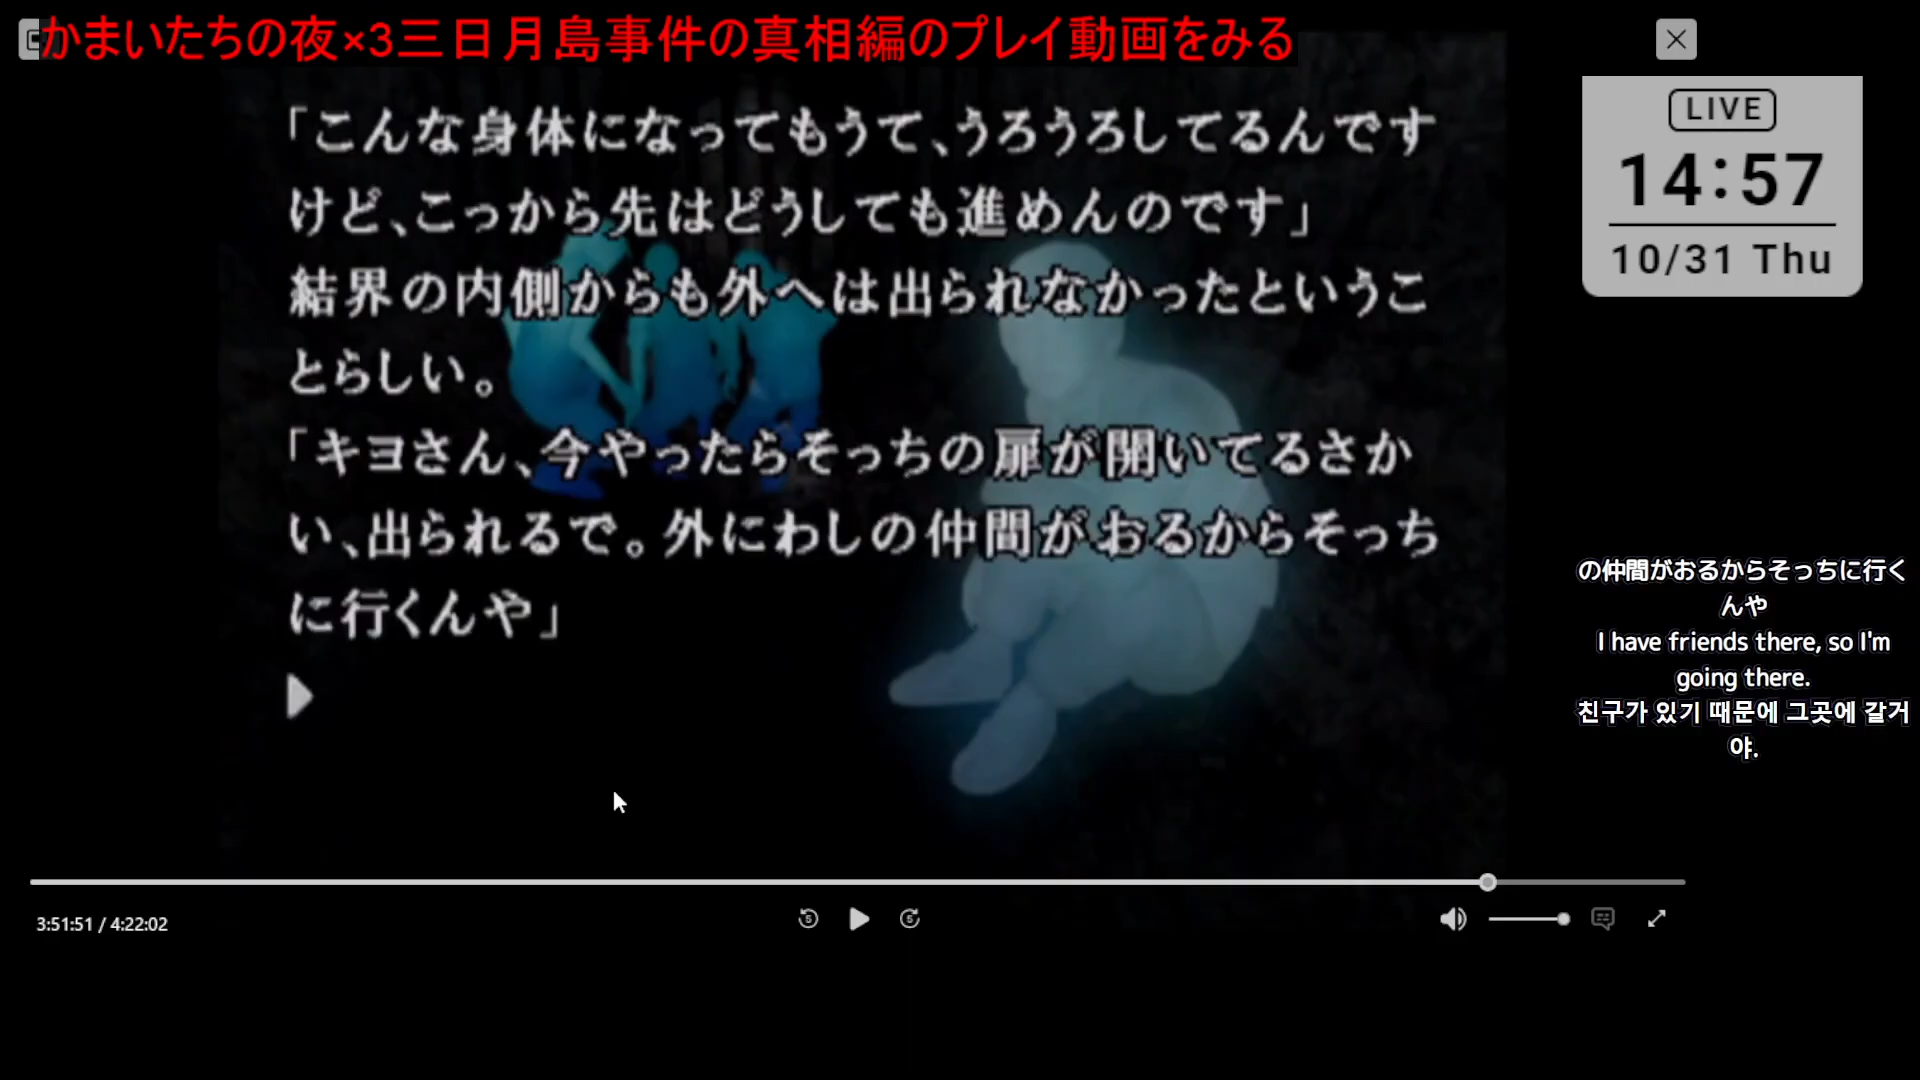 かまいたちの夜×3三日月島事件の真相編のプレイ動画をみる
「こんな身体になってもうて、うろうろしてるんです
けど、こっから先はどうしても進めんのです」
結界の内側からも外へは出られなかったというこ
とらしい。
「キヨさん、今やったらそっちの扉が開いてるさか
い、出られるで。外にわしの仲間がおるからそっち
に行くんや」
LIVE
14:57
10/31 Thu
の仲間がおるからそっちに行く
んや
I have friends there, so I'm
going there.
친구가 있기 때문에 그곳에 갈거
야.
3:51:51 / 4:22:02
5
5